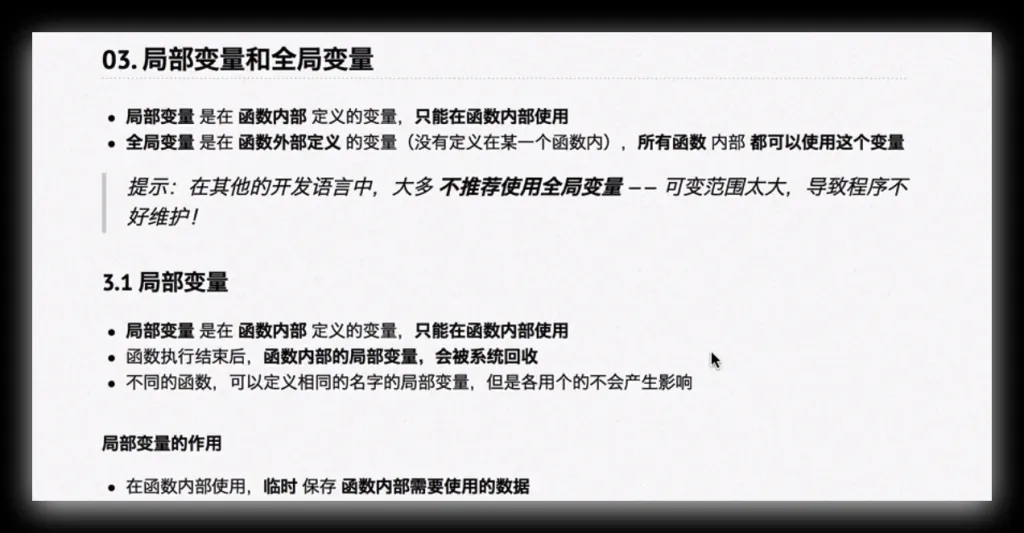 03. 局部变量和全局变量
局部变量 是在 函数内部 定义的变量，只能在函数内部使用
全局变量 是在 函数外部定义 的变量（没有定义在某一个函数内），所有函数 内部 都可以使用这个变量
提示：在其他的开发语言中，大多 不推荐使用全局变量 —— 可变范围太大，导致程序不
好维护！
3.1 局部变量
局部变量 是在 函数内部 定义的变量，只能在函数内部使用
函数执行结束后，函数内部的局部变量，会被系统回收
不同的函数，可以定义相同的名字的局部变量，但是各用个的不会产生影响
局部变量的作用
在函数内部使用，临时 保存 函数内部需要使用的数据